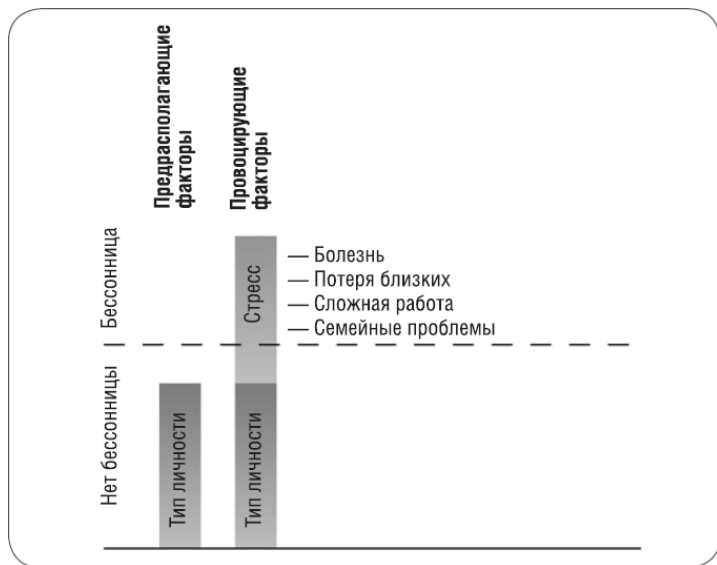 Предрасполагающие
факторы
Провоцирующие
факторы
Бессонница
Стресс
— Болезнь
— Потеря близких
— Сложная работа
— Семейные проблемы
Нет бессонницы
Тип личности
Тип личности